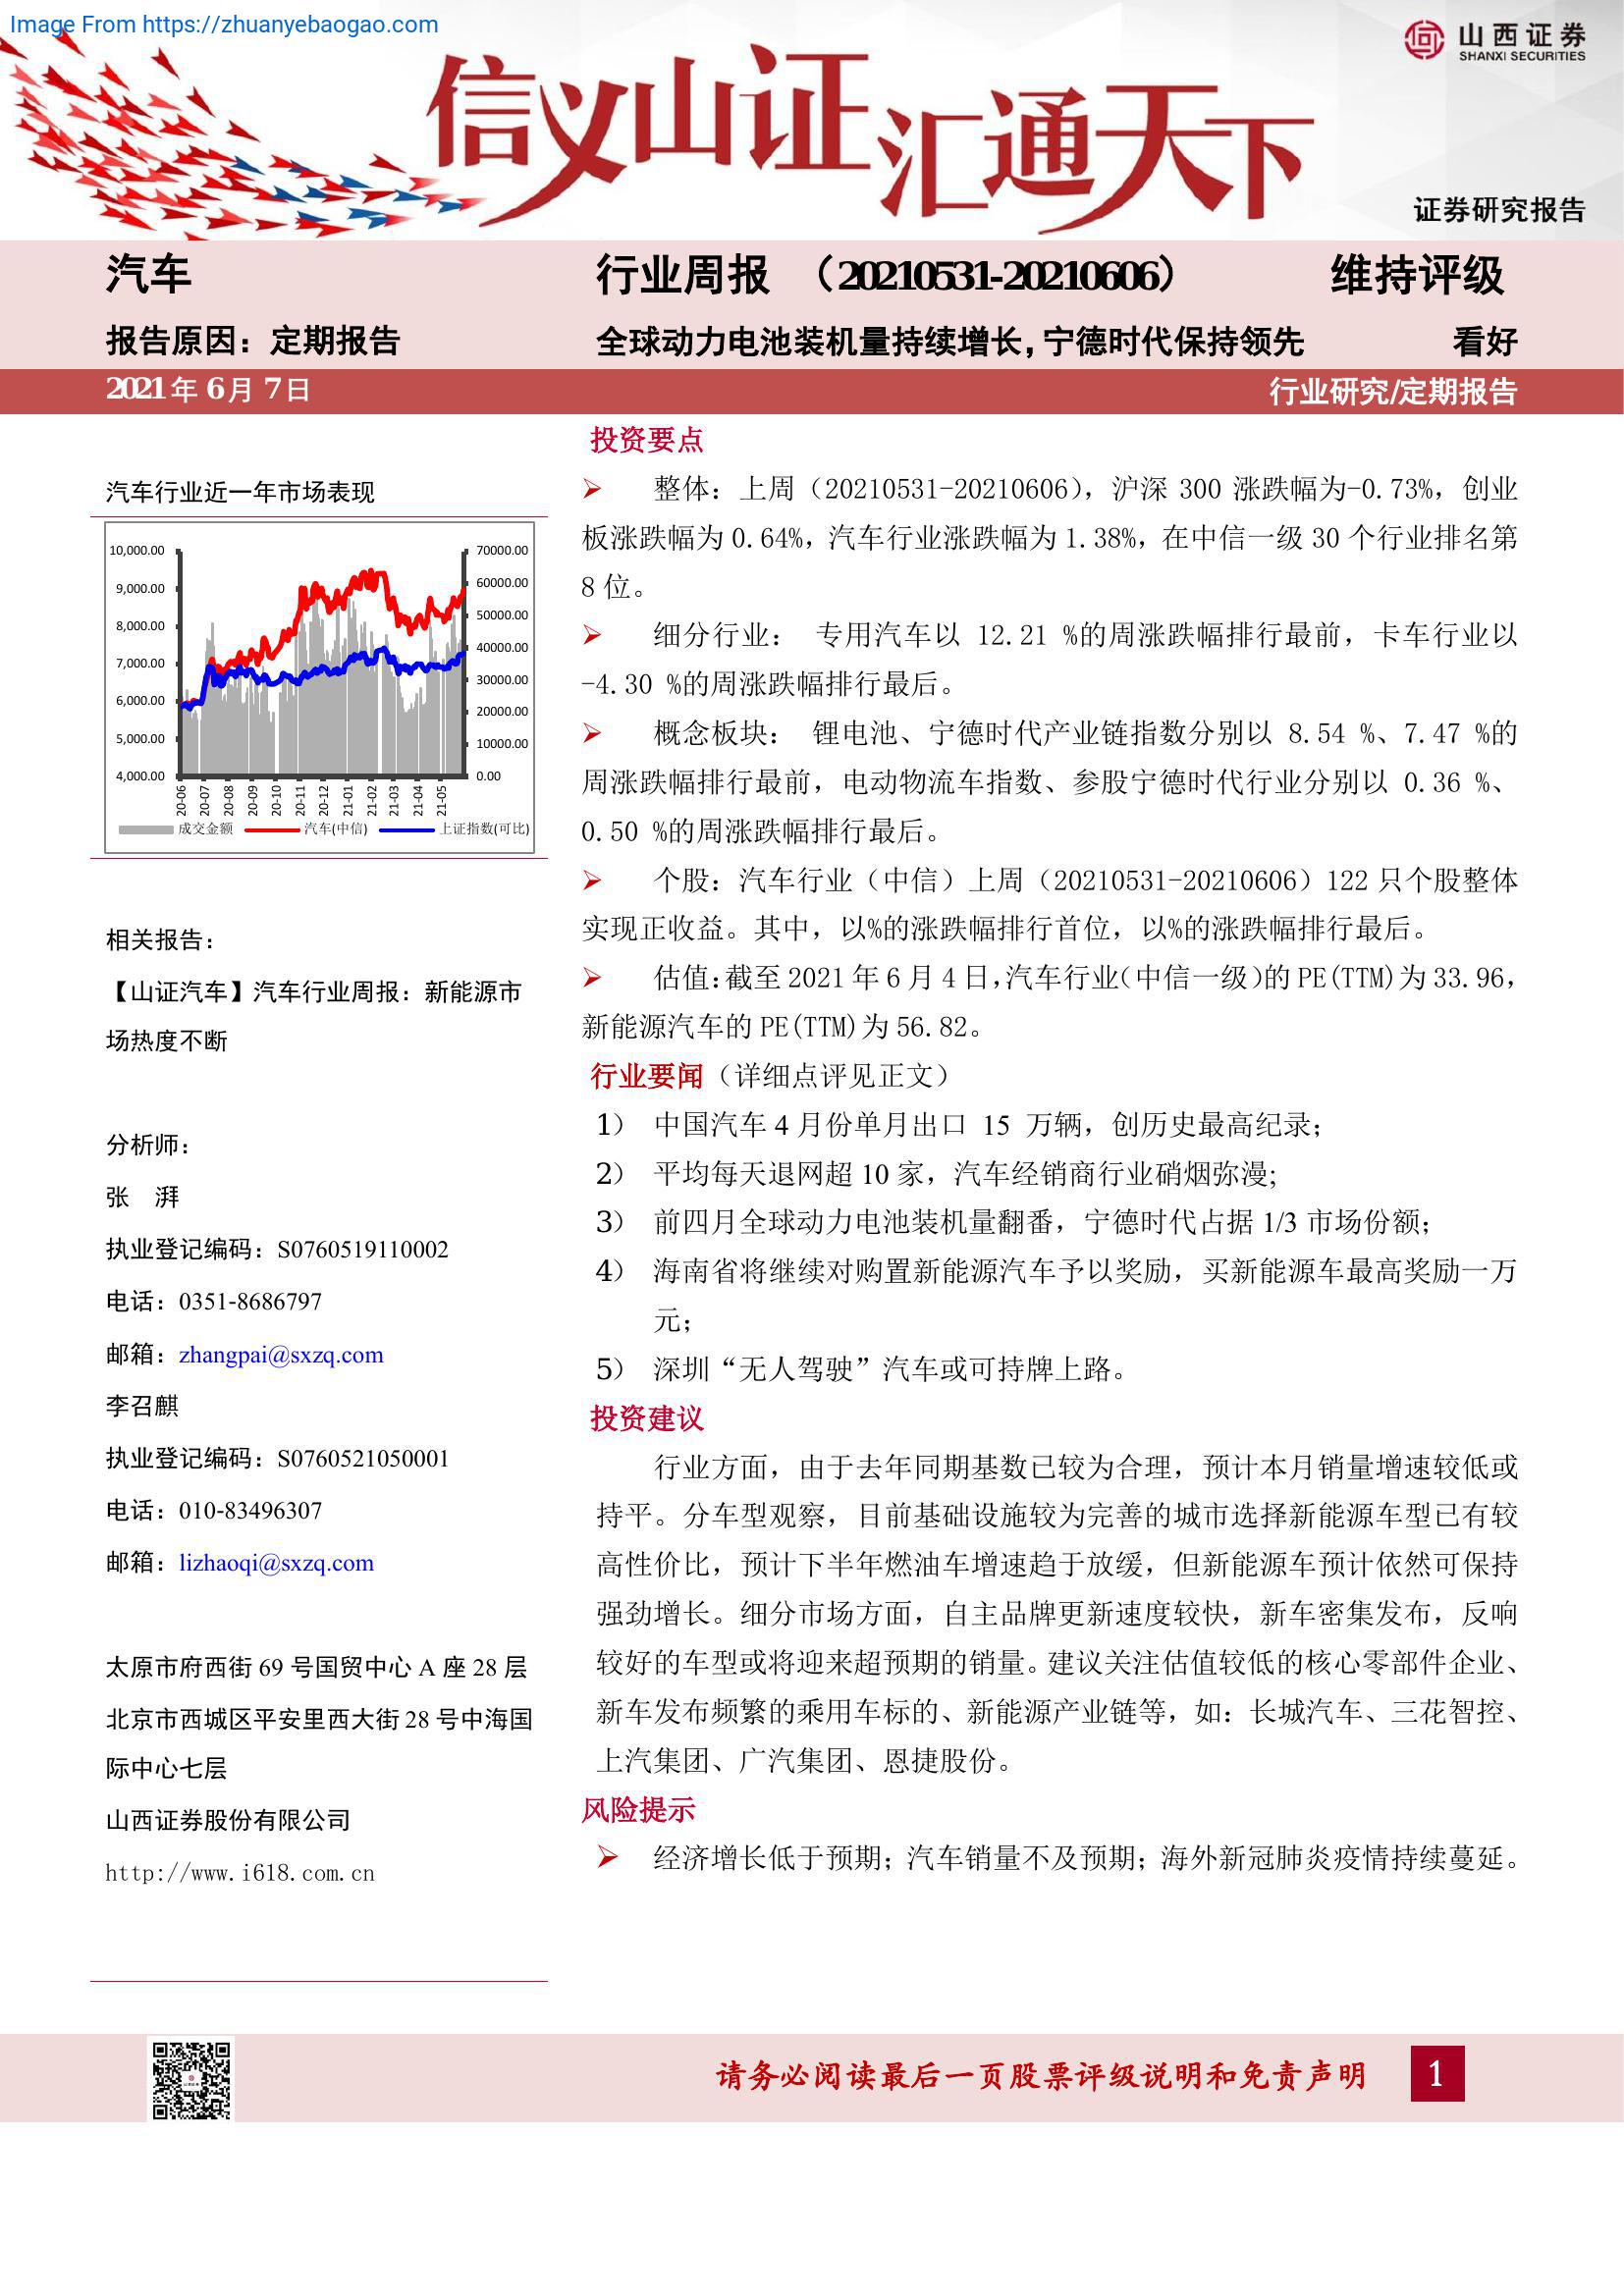 Image From https://zhuanyebaogao.com
山西证券
SHANXI SECURITIES
信义山证汇通天下
证券研究报告
汽车
行业周报 （20210531-20210606）
维持评级
报告原因：定期报告
全球动力电池装机量持续增长，宁德时代保持领先
看好
2021 年 6 月 7 日
行业研究/定期报告
汽车行业近一年市场表现
10,000.00
9,000.00
8,000.00
7,000.00
6,000.00
5,000.00
4,000.00
70000.00
60000.00
50000.00
40000.00
30000.00
20000.00
10000.00
0.00
20-06
20-07
20-08
20-09
20-10
20-11
20-12
21-01
21-02
21-03
21-04
21-05
成交金额 汽车(中信) 上证指数(可比)
相关报告：
【山证汽车】汽车行业周报：新能源市
场热度不断
分析师：
张 湃
执业登记编码：S0760519110002
电话：0351-8686797
邮箱：zhangpai@sxzq.com
李召麒
执业登记编码：S0760521050001
电话：010-83496307
邮箱：lizhaoqi@sxzq.com
太原市府西街 69 号国贸中心 A 座 28 层
北京市西城区平安里西大街 28 号中海国
际中心七层
山西证券股份有限公司
http://www.i618.com.cn
投资要点
整体：上周（20210531-20210606），沪深 300 涨跌幅为-0.73%，创业
板涨跌幅为 0.64%，汽车行业涨跌幅为 1.38%，在中信一级 30 个行业排名第
8 位。
细分行业： 专用汽车以 12.21 %的周涨跌幅排行最前，卡车行业以
-4.30 %的周涨跌幅排行最后。
概念板块： 锂电池、宁德时代产业链指数分别以 8.54 %、7.47 %的
周涨跌幅排行最前，电动物流车指数、参股宁德时代行业分别以 0.36 %、
0.50 %的周涨跌幅排行最后。
个股：汽车行业（中信）上周（20210531-20210606）122 只个股整体
实现正收益。其中，以%的涨跌幅排行首位，以%的涨跌幅排行最后。
估值：截至 2021 年 6 月 4 日，汽车行业（中信一级）的 PE(TTM)为 33.96，
新能源汽车的 PE(TTM)为 56.82。
行业要闻（详细点评见正文）
1） 中国汽车 4 月份单月出口 15 万辆，创历史最高纪录；
2） 平均每天退网超 10 家，汽车经销商行业硝烟弥漫；
3） 前四月全球动力电池装机量翻番，宁德时代占据 1/3 市场份额；
4） 海南省将继续对购置新能源汽车予以奖励，买新能源车最高奖励一万
元；
5） 深圳“无人驾驶”汽车或可持牌上路。
投资建议
行业方面，由于去年同期基数已较为合理，预计本月销量增速较低或
持平。分车型观察，目前基础设施较为完善的城市选择新能源车型已有较
高性价比，预计下半年燃油车增速趋于放缓，但新能源车预计依然可保持
强劲增长。细分市场方面，自主品牌更新速度较快，新车密集发布，反响
较好的车型或将迎来超预期的销量。建议关注估值较低的核心零部件企业、
新车发布频繁的乘用车标的、新能源产业链等，如：长城汽车、三花智控、
上汽集团、广汽集团、恩捷股份。
风险提示
经济增长低于预期；汽车销量不及预期；海外新冠肺炎疫情持续蔓延。
请务必阅读最后一页股票评级说明和免责声明
1